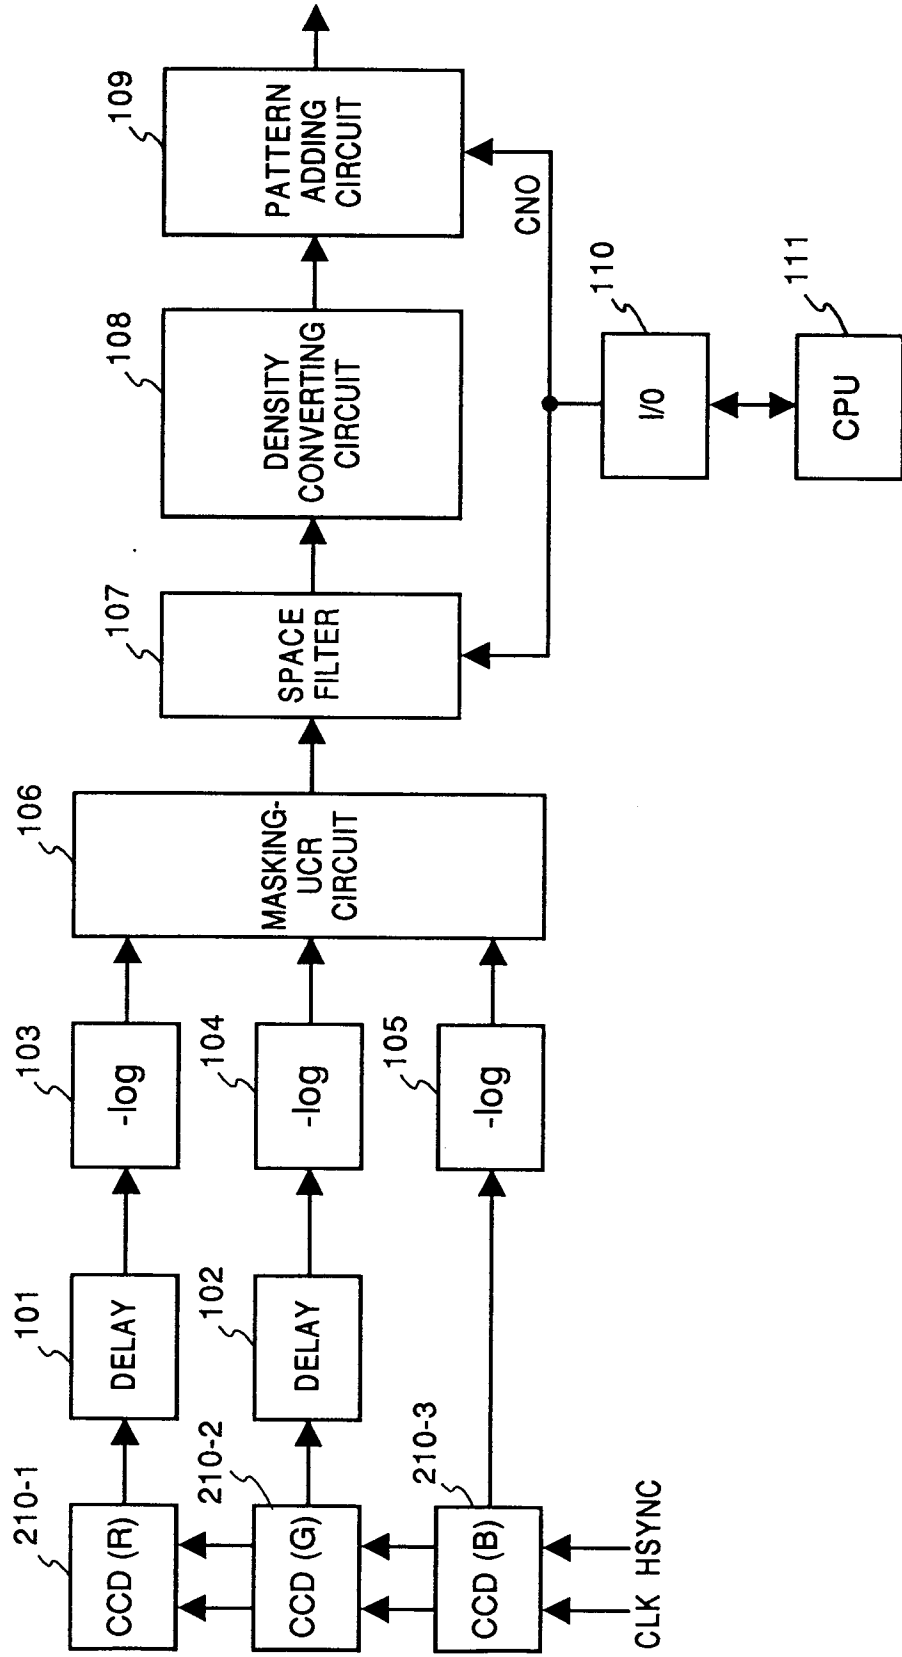 210-1
CCD (R)
101
DELAY
103
-log
210-2
CCD (G)
102
DELAY
104
-log
210-3
CCD (B)
105
-log
CLK HSYNC
106
MASKING-
UCR
CIRCUIT
107
SPACE
FILTER
108
DENSITY
CONVERTING
CIRCUIT
109
PATTERN
ADDING
CIRCUIT
CNO
110
I/O
111
CPU